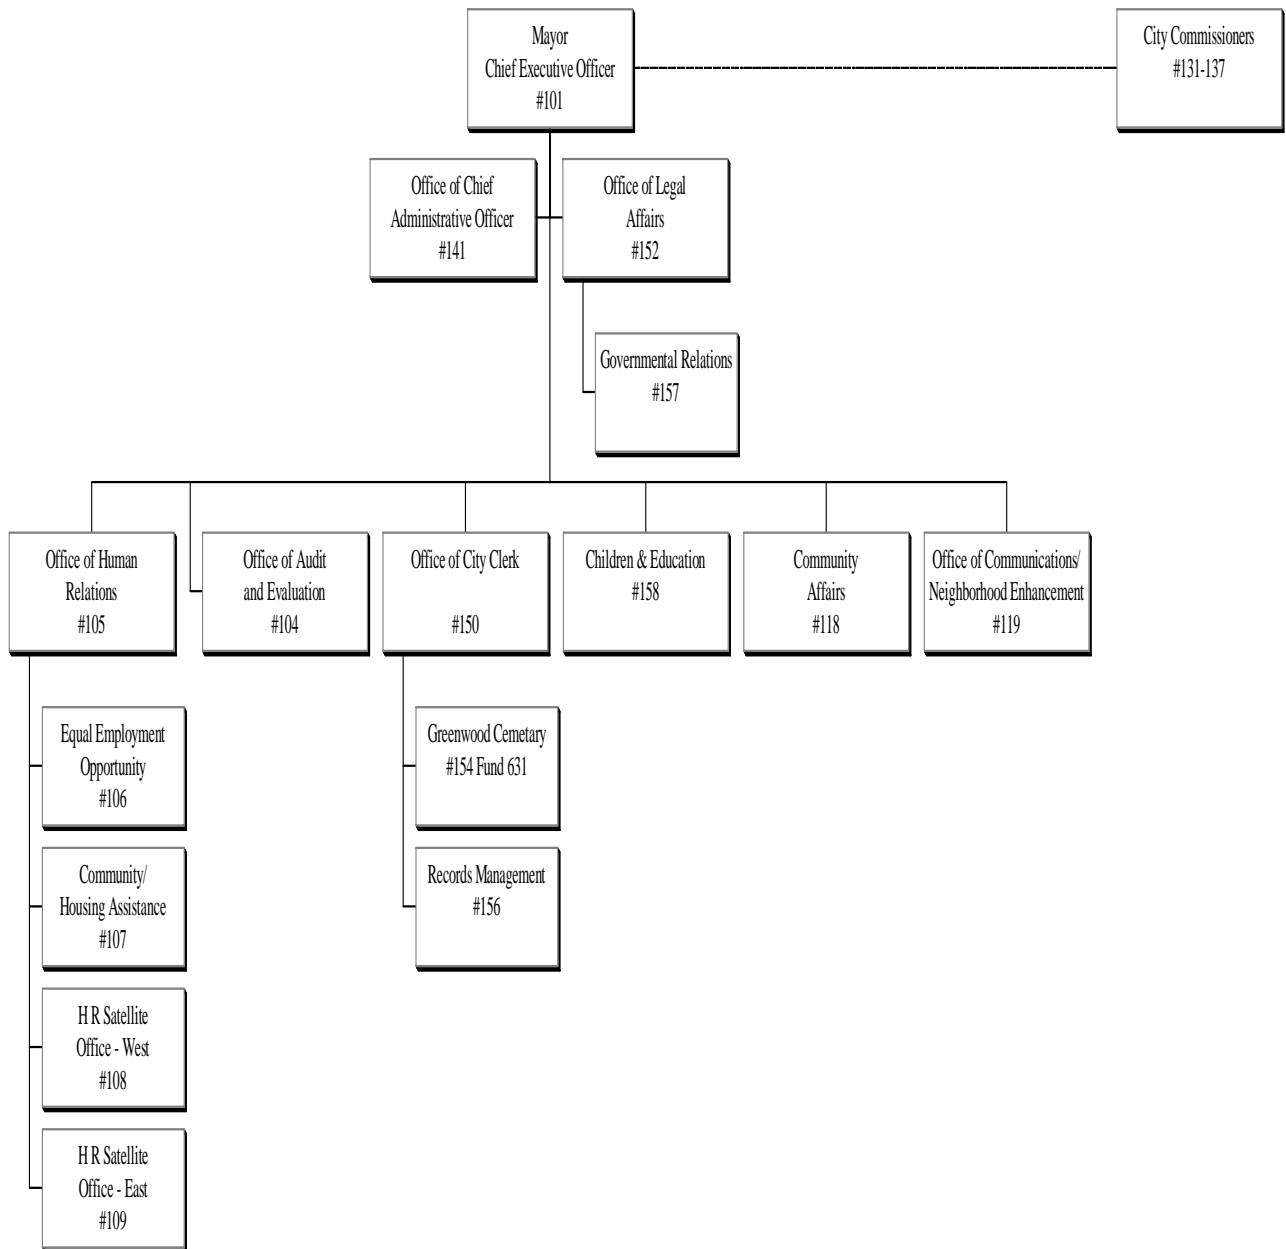 Mayor
Chief Executive Officer
#101
City Commissioners
#131-137
Office of Chief
Administrative Officer
#141
Office of Legal
Affairs
#152
Governmental Relations
#157
Office of Human
Relations
#105
Office of Audit
and Evaluation
#104
Office of City Clerk
#150
Children & Education
#158
Community
Affairs
#118
Office of Communications/
Neighborhood Enhancement
#119
Equal Employment
Opportunity
#106
Greenwood Cemetary
#154 Fund 631
Community/
Housing Assistance
#107
Records Management
#156
H R Satellite
Office - West
#108
H R Satellite
Office - East
#109